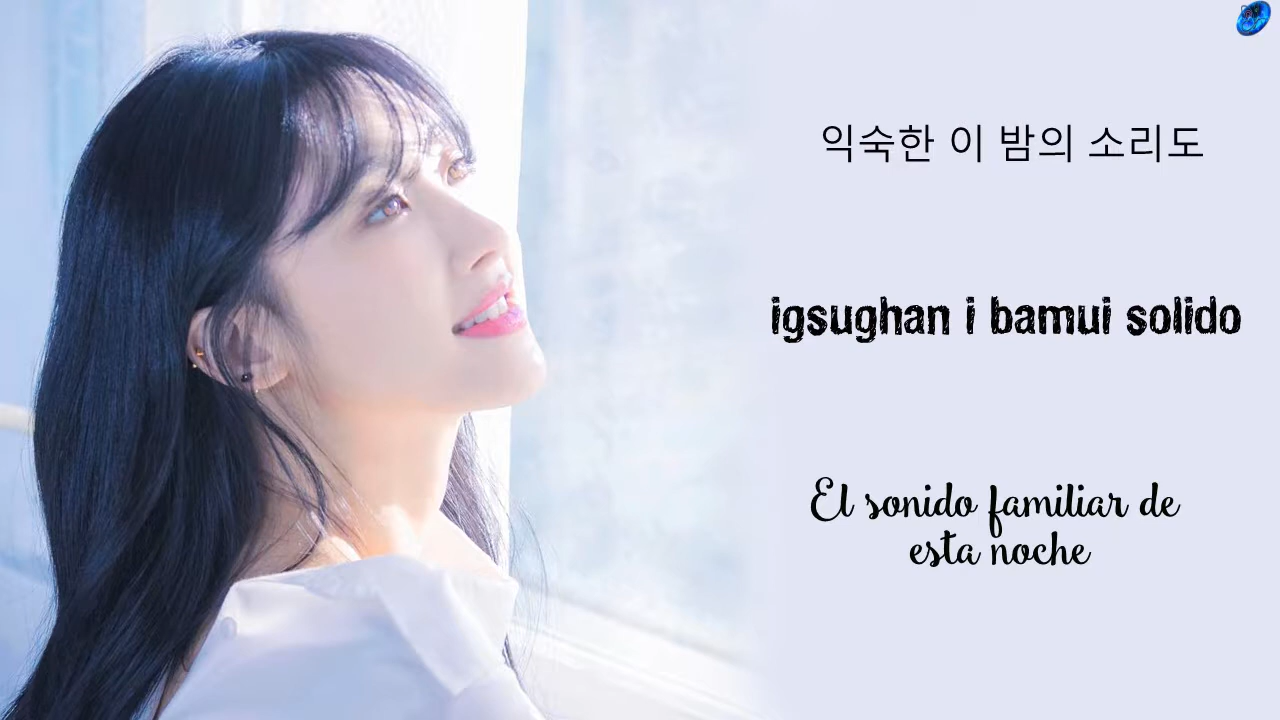 익숙한 이 밤의 소리도
igsughan i bamui solido
El sonido familiar de
esta noche